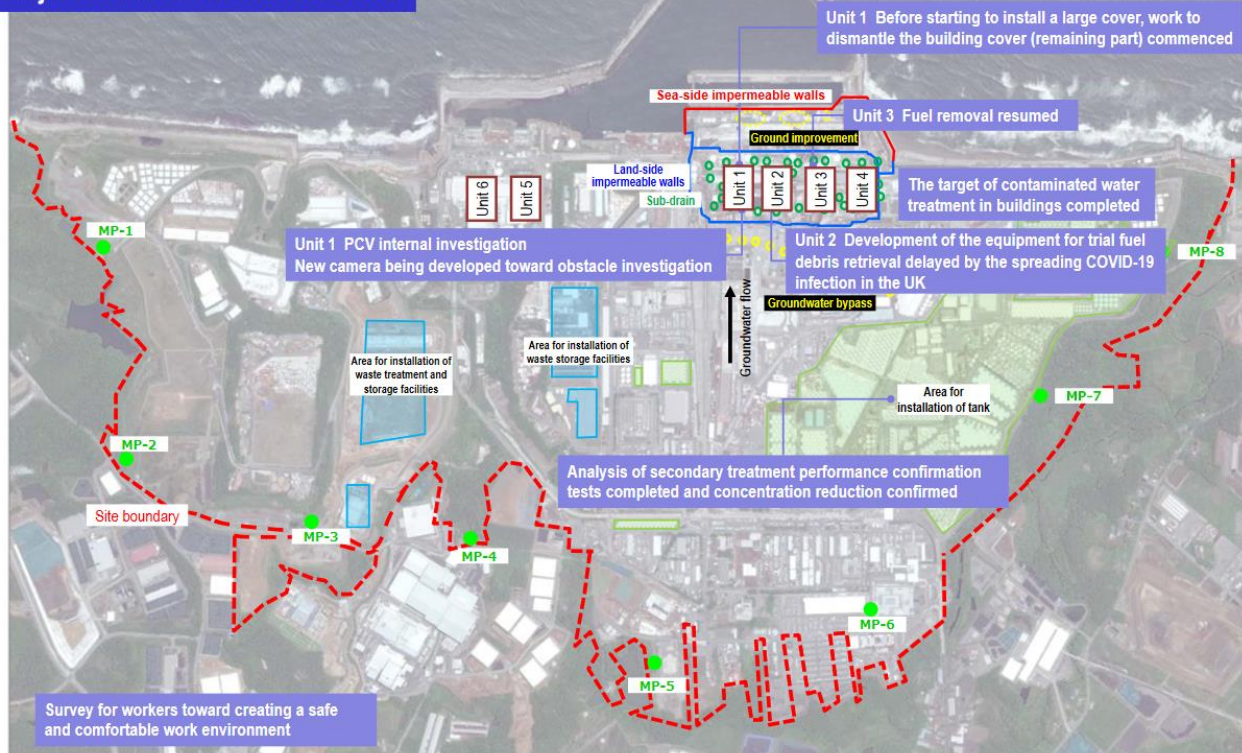 Unit 1 Before starting to install a large cover, work to
dismantle the building cover (remaining part) commenced
Sea-side impermeable walls
Unit 3 Fuel removal resumed
Ground improvement
Land-side
impermeable walls
Sub-drain
Unit 6
Unit 5
Unit 1
Unit 2
Unit 3
Unit 4
The target of contaminated water
treatment in buildings completed
MP-1
Unit 1 PCV internal investigation
New camera being developed toward obstacle investigation
Unit 2 Development of the equipment for trial fuel
debris retrieval delayed by the spreading COVID-19
infection in the UK
MP-8
Groundwater bypass
Groundwater flow
Area for installation of
waste treatment and
storage facilities
Area for installation of
waste storage facilities
Area for
installation of tank
MP-7
MP-2
Analysis of secondary treatment performance confirmation
tests completed and concentration reduction confirmed
Site boundary
MP-3
MP-4
MP-6
MP-5
Survey for workers toward creating a safe
and comfortable work environment